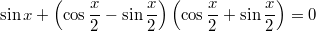 sin x + (cos x/2 − sin x/2) (cos x/2 + sin x/2) = 0